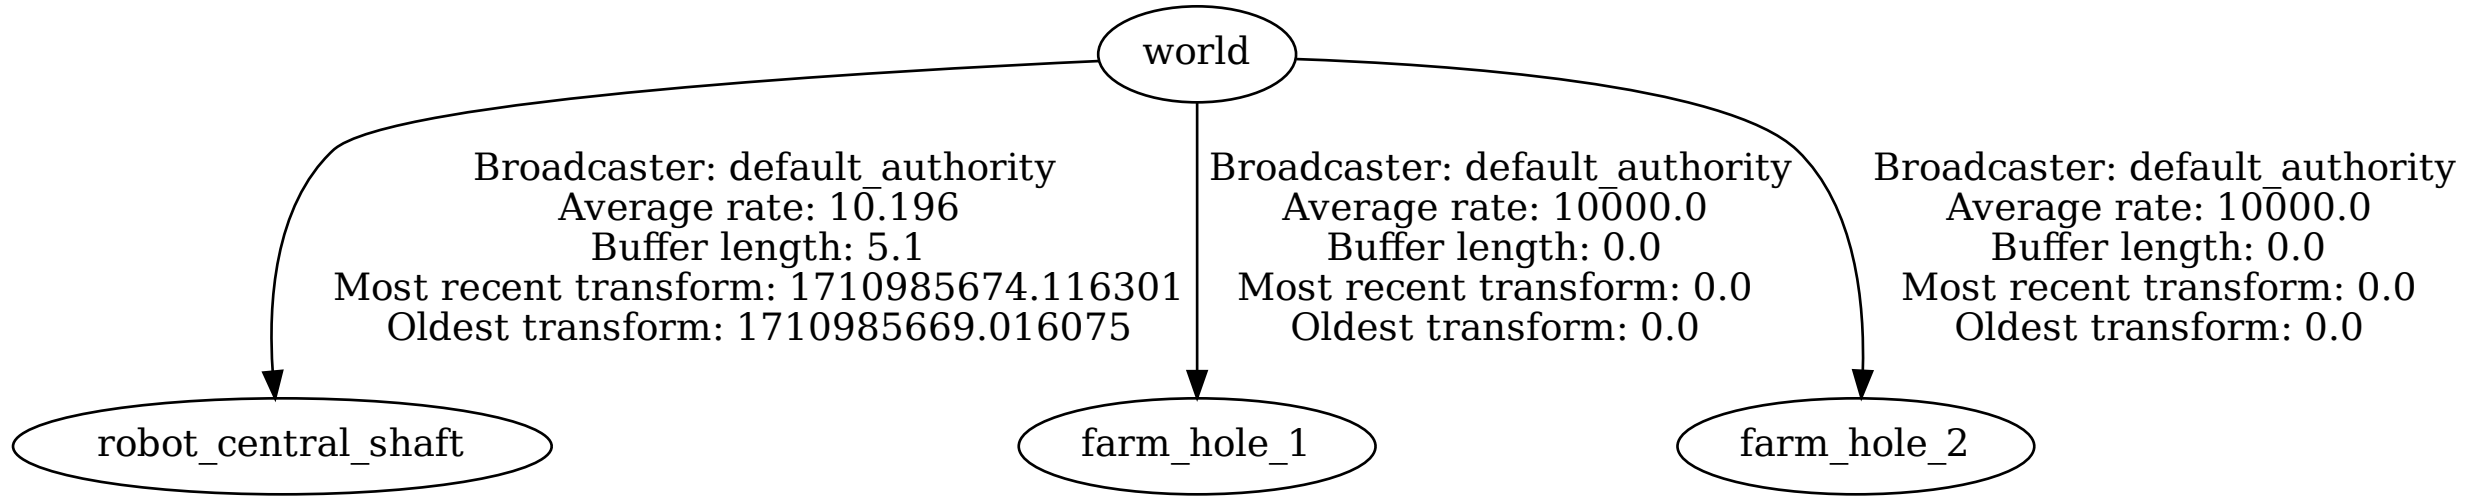 world
Broadcaster: default_authority
Average rate: 10.196
Buffer length: 5.1
Most recent transform: 1710985674.116301
Oldest transform: 1710985669.016075
Broadcaster: default_authority
Average rate: 10000.0
Buffer length: 0.0
Most recent transform: 0.0
Oldest transform: 0.0
Broadcaster: default_authority
Average rate: 10000.0
Buffer length: 0.0
Most recent transform: 0.0
Oldest transform: 0.0
robot_central_shaft
farm_hole_1
farm_hole_2